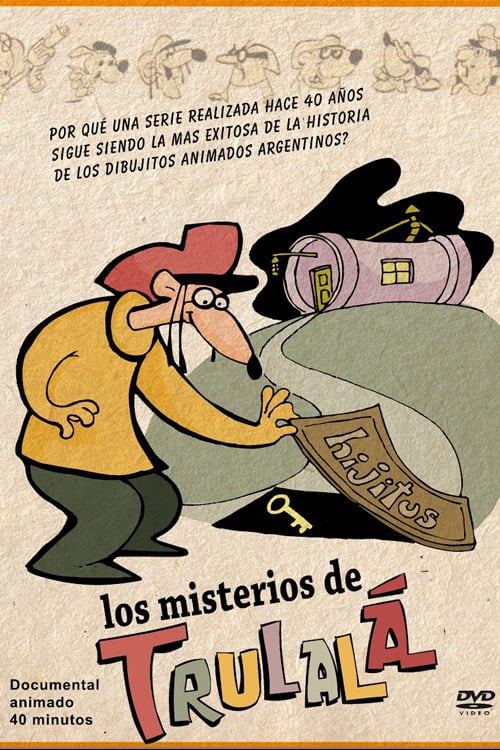 POR QUÉ UNA SERIE REALIZADA HACE 40 AÑOS
SIGUE SIENDO LA MAS EXITOSA DE LA HISTORIA
DE LOS DIBUJITOS ANIMADOS ARGENTINOS?
hijitus
los misterios de
TRULALÁ
Documental
animado
40 minutos
DVD
VIDEO